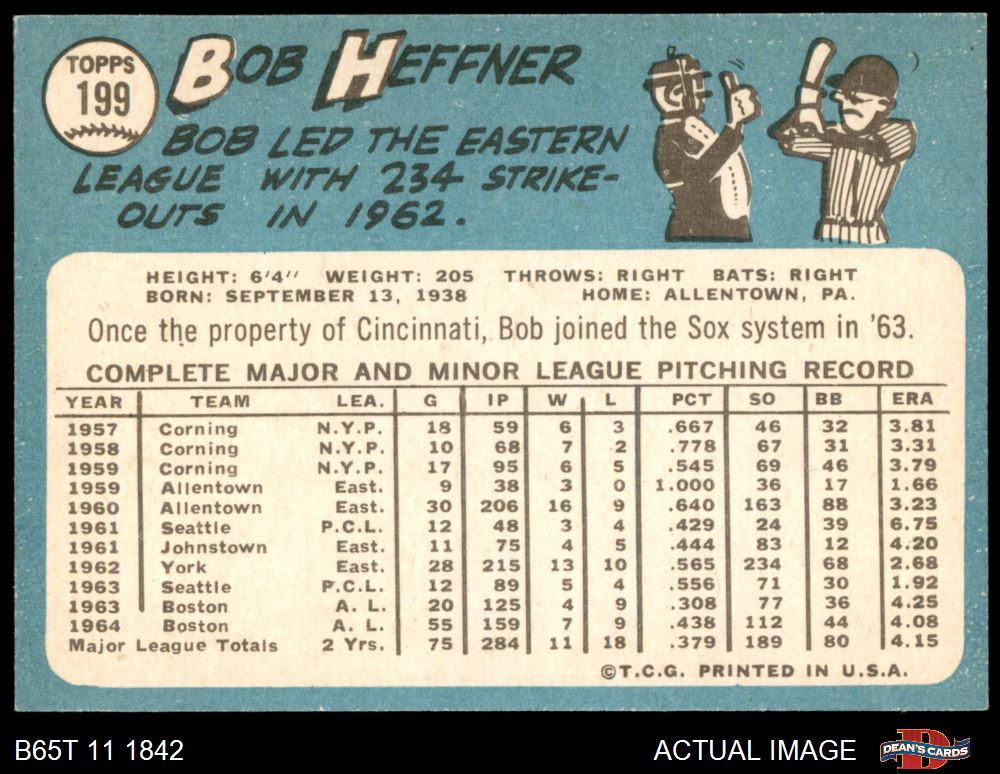 TOPPS
199
BOB HEFFNER
BOB LED THE EASTERN
LEAGUE WITH 234 STRIKE-
OUTS IN 1962.
HEIGHT: 6'4" WEIGHT: 205 THROWS: RIGHT BATS: RIGHT
BORN: SEPTEMBER 13, 1938 HOME: ALLENTOWN, PA.
Once the property of Cincinnati, Bob joined the Sox system in '63.
COMPLETE MAJOR AND MINOR LEAGUE PITCHING RECORD
YEAR TEAM LEA. G IP W L PCT SO BB ERA
1957 Corning N.Y.P. 18 59 6 3 .667 46 32 3.81
1958 Corning N.Y.P. 10 68 7 2 .778 67 31 3.31
1959 Corning N.Y.P. 17 95 6 5 .545 69 46 3.79
1959 Allentown East. 9 38 3 0 1.000 36 17 1.66
1960 Allentown East. 30 206 16 9 .640 163 88 3.23
1961 Seattle P.C.L. 12 48 3 4 .429 24 39 6.75
1961 Johnstown East. 11 75 4 5 .444 83 12 4.20
1962 York East. 28 215 13 10 .565 234 68 2.68
1963 Seattle P.C.L. 12 89 5 4 .556 71 30 1.92
1963 Boston A. L. 20 125 4 9 .308 77 36 4.25
1964 Boston A. L. 55 159 7 9 .438 112 44 4.08
Major League Totals 2 Yrs. 75 284 11 18 .379 189 80 4.15
©T.C.G. PRINTED IN U.S.A.
B65T 11 1842 ACTUAL IMAGE DEAN'S CARDS